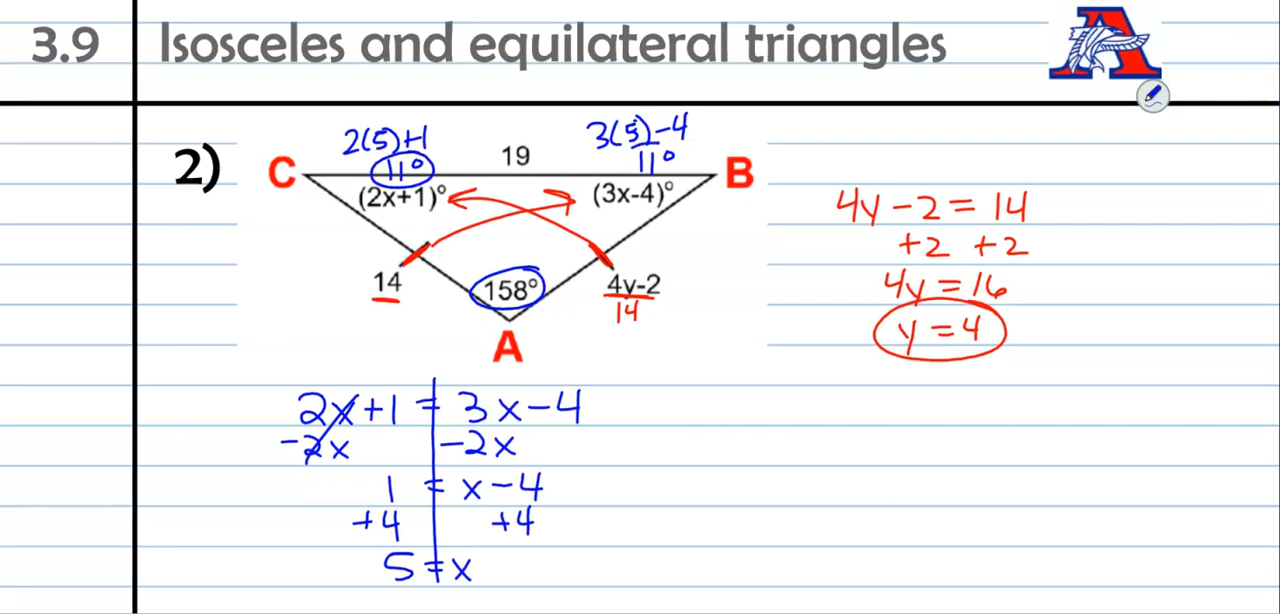 3.9 Isosceles and equilateral triangles
A
2)
2(5)+1
11°
19
3(5)-4
11°
C
B
(2x+1)°
(3x-4)°
14
158°
4y-2
14
A
4y - 2 = 14
+2 +2
4y = 16
y = 4
2x+1 = 3x-4
-2x -2x
1 = x-4
+4 +4
5 = x